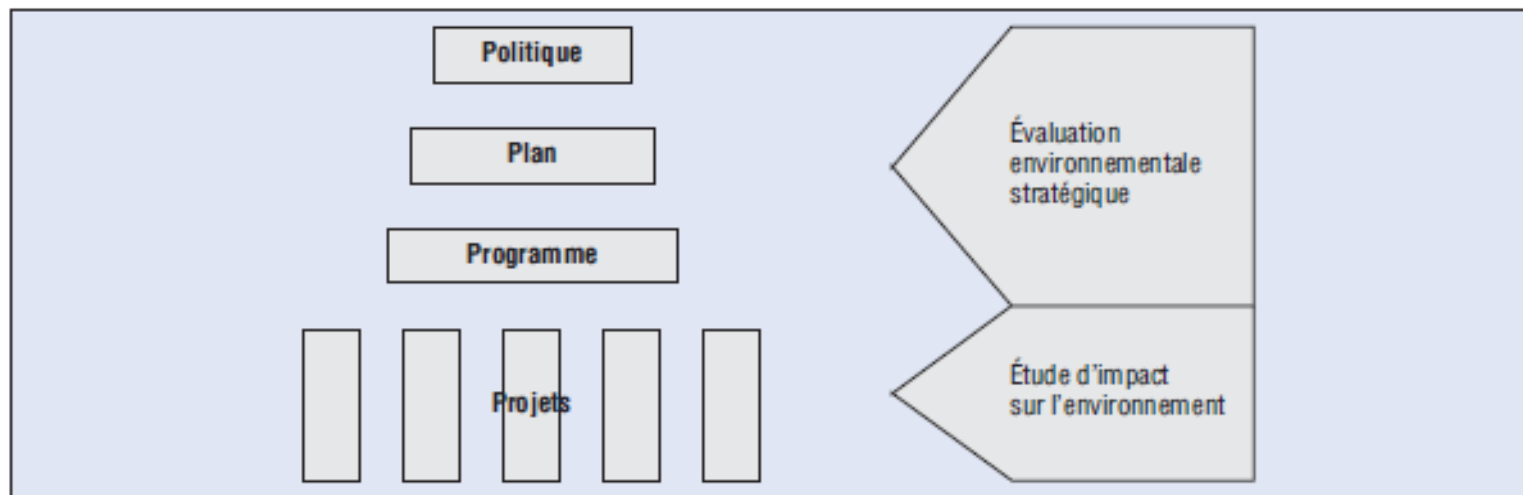 Politique
Plan
Programme
Projets
Évaluation
environnementale
stratégique
Étude d'impact
sur l'environnement